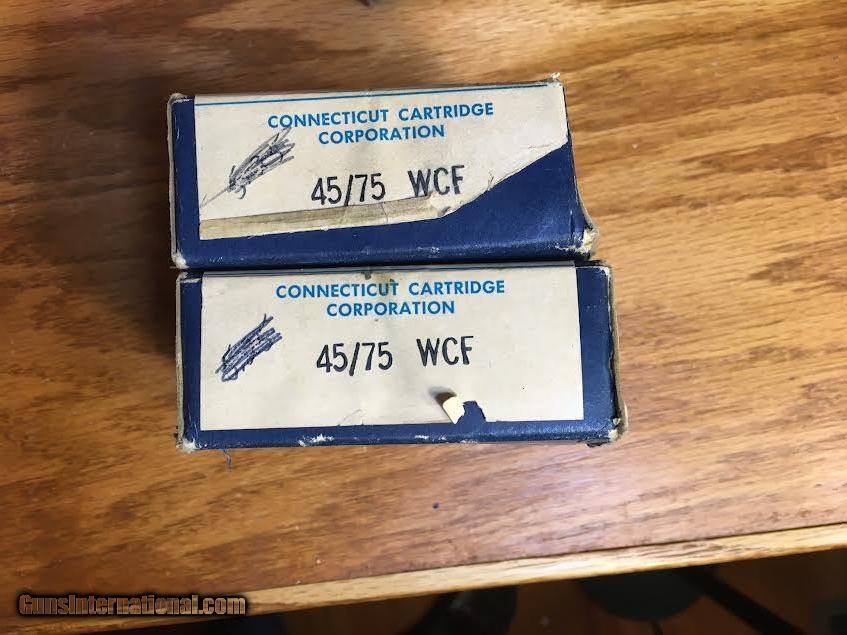 CONNECTICUT CARTRIDGE
CORPORATION
45/75 WCF
CONNECTICUT CARTRIDGE
CORPORATION
45/75 WCF
GunsInternational.com